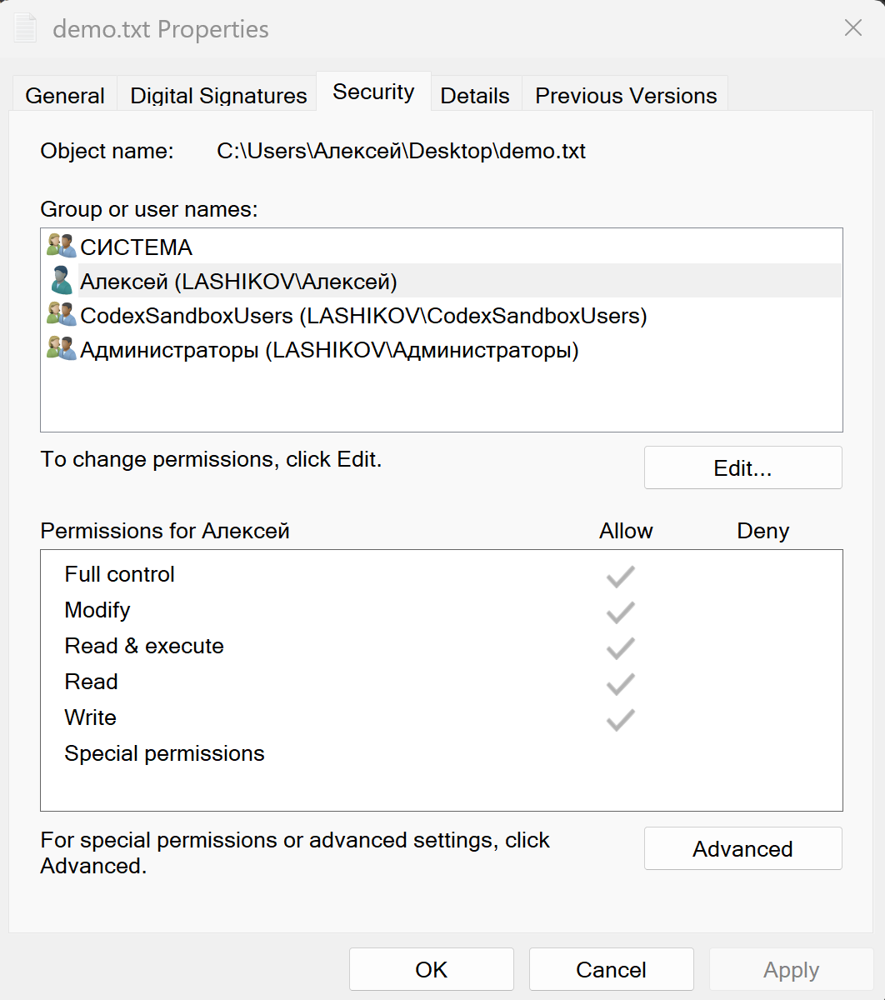 demo.txt Properties
General Digital Signatures Security Details Previous Versions
Object name: C:\Users\Алексей\Desktop\demo.txt
Group or user names:
СИСТЕМА
Алексей (LASHIKOV\Алексей)
CodexSandboxUsers (LASHIKOV\CodexSandboxUsers)
Администраторы (LASHIKOV\Администраторы)
To change permissions, click Edit.
Edit...
Permissions for Алексей Allow Deny
Full control
Modify
Read & execute
Read
Write
Special permissions
For special permissions or advanced settings, click
Advanced.
Advanced
OK Cancel Apply